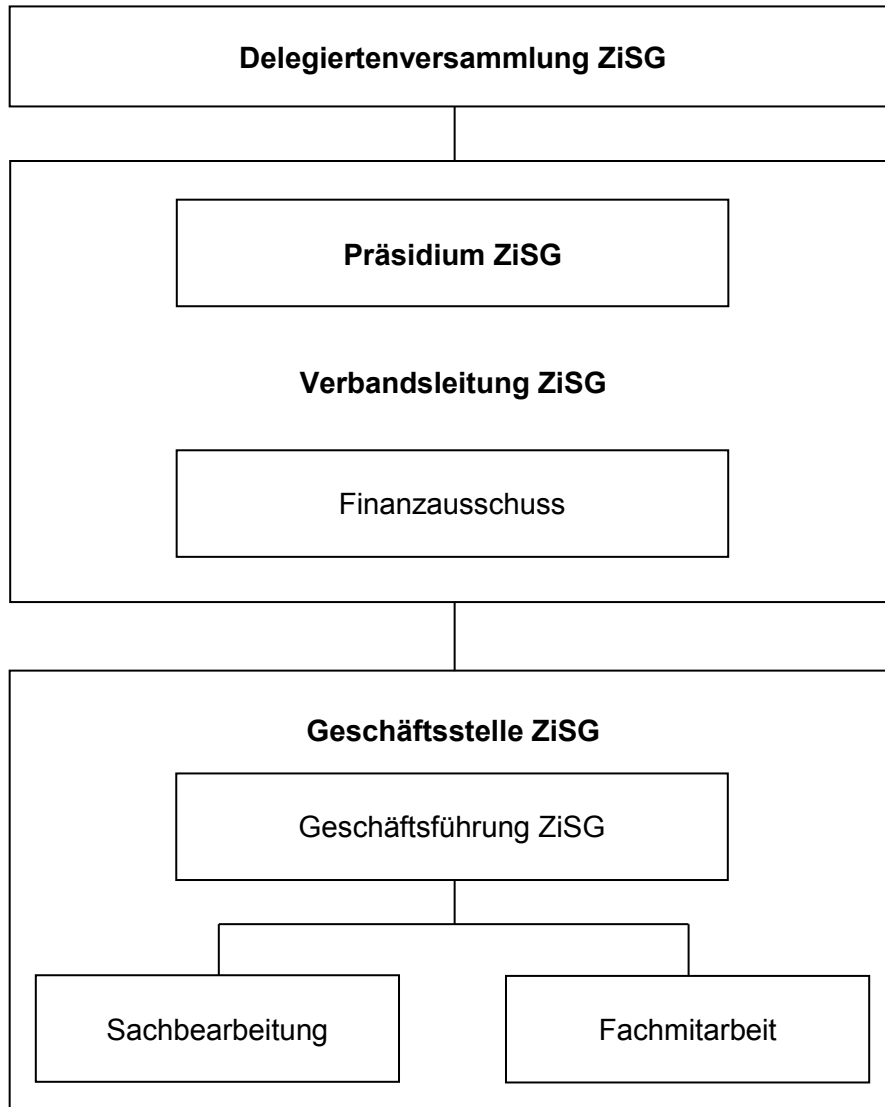 Delegiertenversammlung ZiSG
Präsidium ZiSG
Verbandsleitung ZiSG
Finanzausschuss
Geschäftsstelle ZiSG
Geschäftsführung ZiSG
Sachbearbeitung
Fachmitarbeit